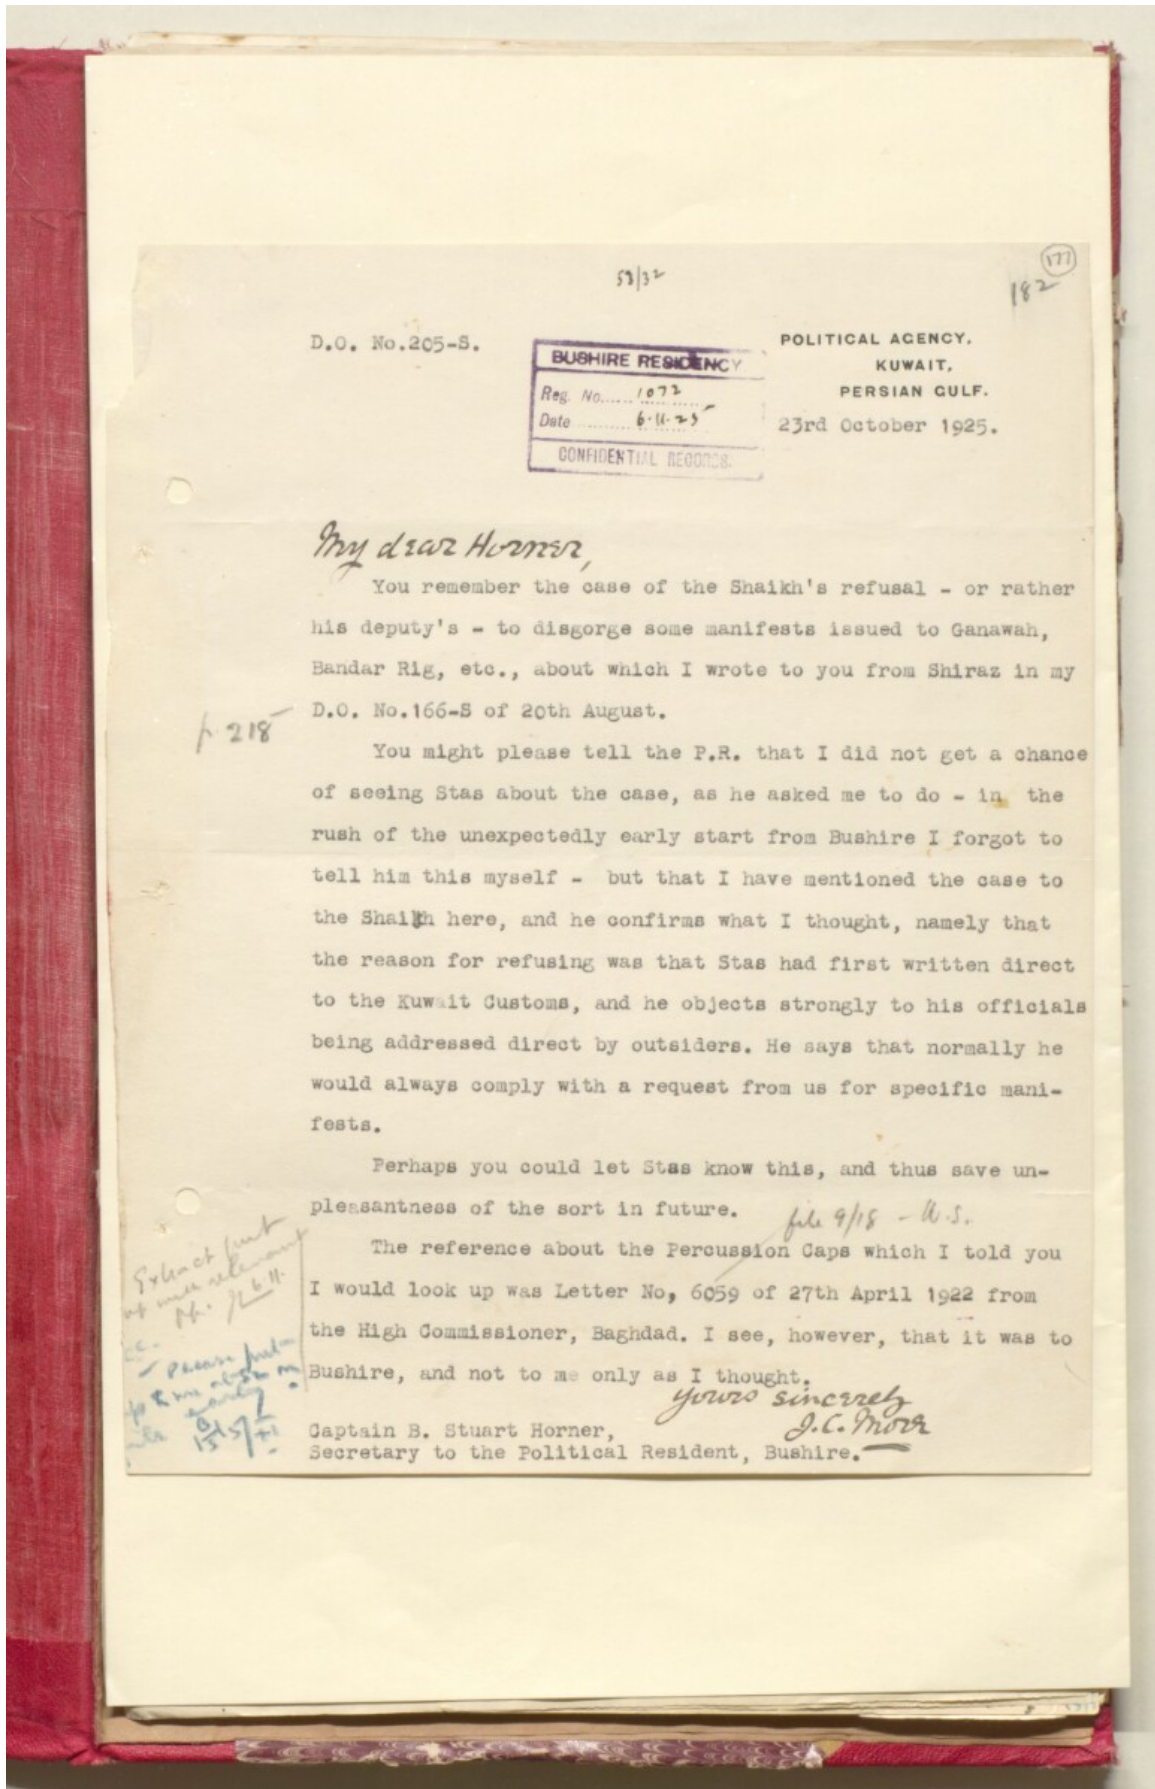 53/32
177
182
D.O. No.205-S.
BUSHIRE RESIDENCY
Reg. No...... 1072
Date ........... 6.11.25
CONFIDENTIAL RECORDS.
POLITICAL AGENCY,
KUWAIT,
PERSIAN GULF.
23rd October 1925.
My dear Horner,
You remember the case of the Shaikh's refusal - or rather
his deputy's - to disgorge some manifests issued to Ganawah,
Bandar Rig, etc., about which I wrote to you from Shiraz in my
D.O. No.166-S of 20th August.
p. 218
You might please tell the P.R. that I did not get a chance
of seeing Stas about the case, as he asked me to do - in the
rush of the unexpectedly early start from Bushire I forgot to
tell him this myself - but that I have mentioned the case to
the Shaikh here, and he confirms what I thought, namely that
the reason for refusing was that Stas had first written direct
to the Kuwait Customs, and he objects strongly to his officials
being addressed direct by outsiders. He says that normally he
would always comply with a request from us for specific mani-
fests.
Perhaps you could let Stas know this, and thus save un-
pleasantness of the sort in future.
file 9/18 -
The reference about the Percussion Caps which I told you
I would look up was Letter No, 6059 of 27th April 1922 from
the High Commissioner, Baghdad. I see, however, that it was to
Bushire, and not to me only as I thought.
Extract put
up relevant
6.11.
please put
yours sincerely
J.C. More
Captain B. Stuart Horner,
Secretary to the Political Resident, Bushire.